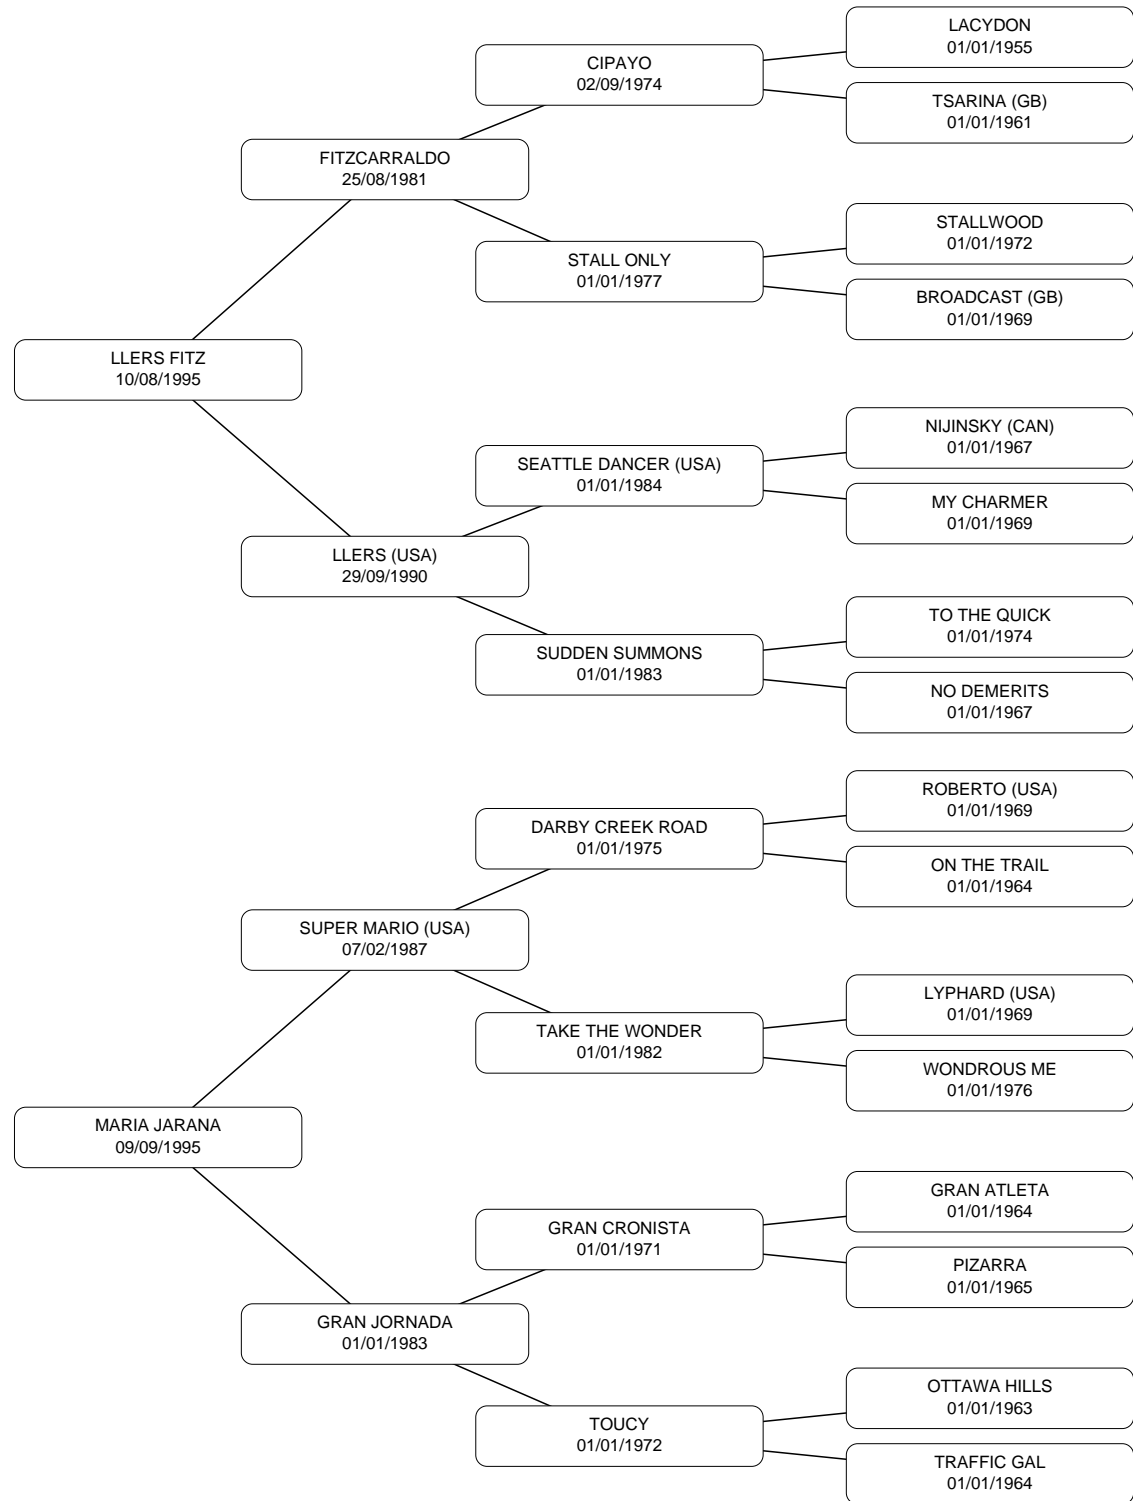 LACYDON
01/01/1955
CIPAYO
02/09/1974
TSARINA (GB)
01/01/1961
FITZCARRALDO
25/08/1981
STALLWOOD
01/01/1972
STALL ONLY
01/01/1977
BROADCAST (GB)
01/01/1969
LLERS FITZ
10/08/1995
NIJINSKY (CAN)
01/01/1967
SEATTLE DANCER (USA)
01/01/1984
MY CHARMER
01/01/1969
LLERS (USA)
29/09/1990
TO THE QUICK
01/01/1974
SUDDEN SUMMONS
01/01/1983
NO DEMERITS
01/01/1967
ROBERTO (USA)
01/01/1969
DARBY CREEK ROAD
01/01/1975
ON THE TRAIL
01/01/1964
SUPER MARIO (USA)
07/02/1987
LYPHARD (USA)
01/01/1969
TAKE THE WONDER
01/01/1982
WONDROUS ME
01/01/1976
MARIA JARANA
09/09/1995
GRAN ATLETA
01/01/1964
GRAN CRONISTA
01/01/1971
PIZARRA
01/01/1965
GRAN JORNADA
01/01/1983
OTTAWA HILLS
01/01/1963
TOUCY
01/01/1972
TRAFFIC GAL
01/01/1964